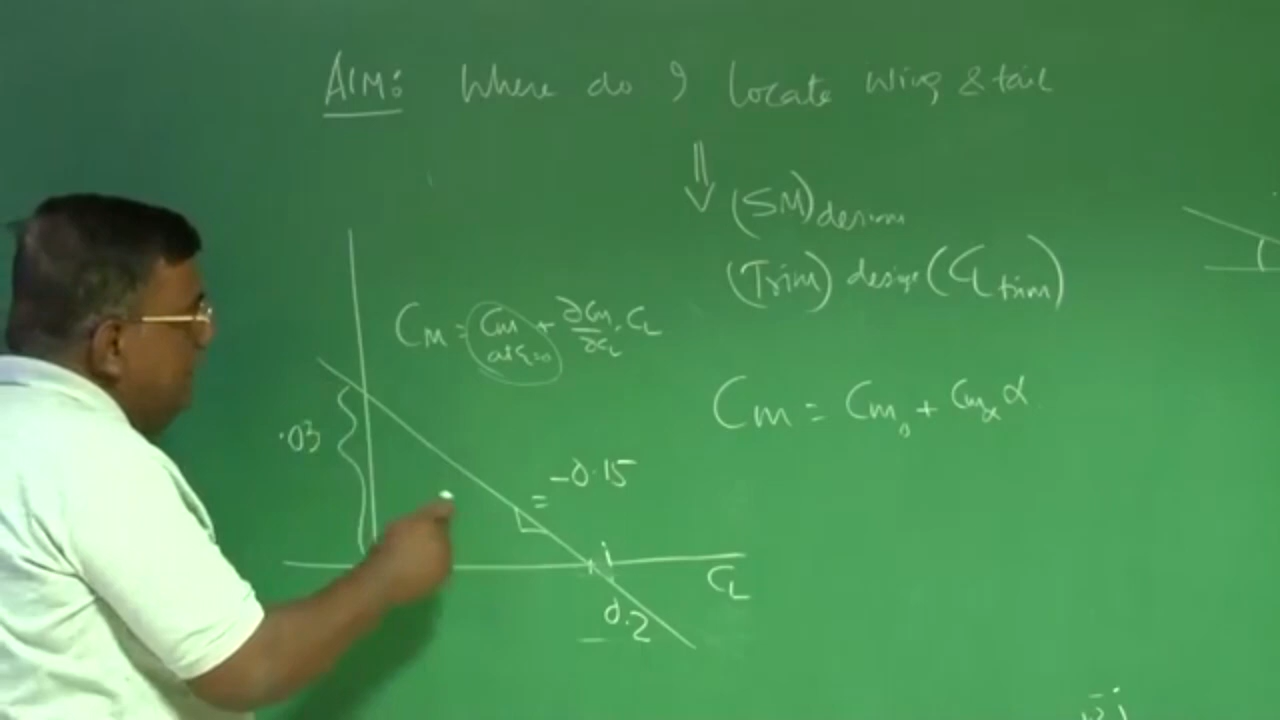 AIM: Where do I locate wing & tail
⇓ (SM)design
(Trim) design (CL trim)
CM = Cm at CL=0 + ∂Cm/∂CL . CL
Cm = Cm0 + Cmα α
.03
= -0.15
CL
0.2